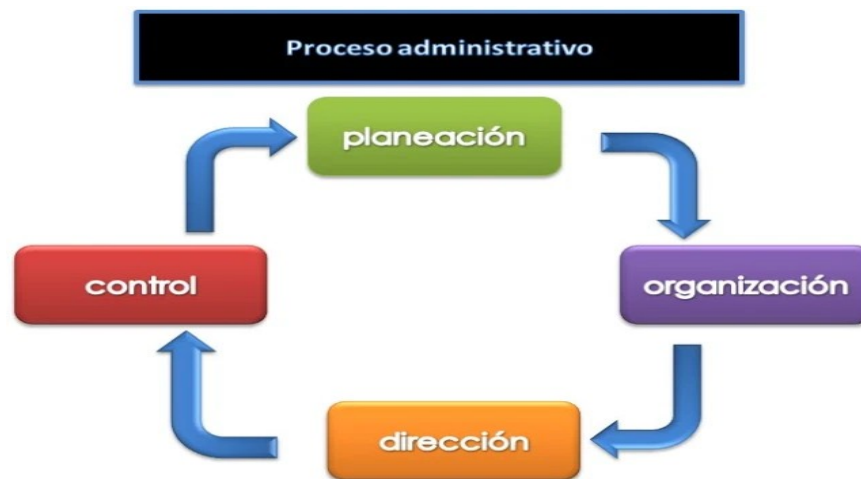 Proceso administrativo
planeación
control
organización
dirección